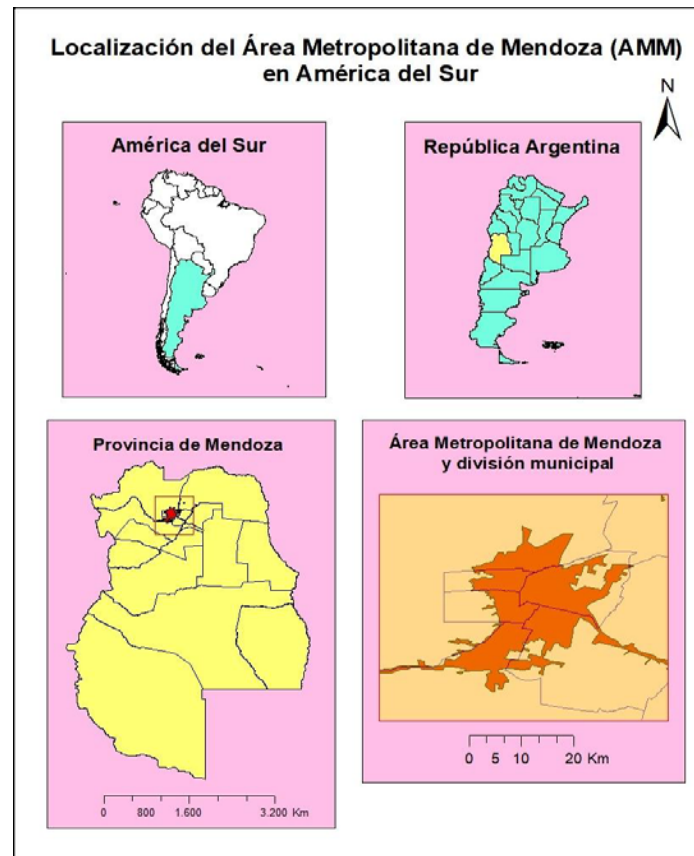 Localización del Área Metropolitana de Mendoza (AMM)
en América del Sur
N
América del Sur
República Argentina
Provincia de Mendoza
0 800 1.600 3.200 Km
Área Metropolitana de Mendoza
y división municipal
0 5 10 20 Km